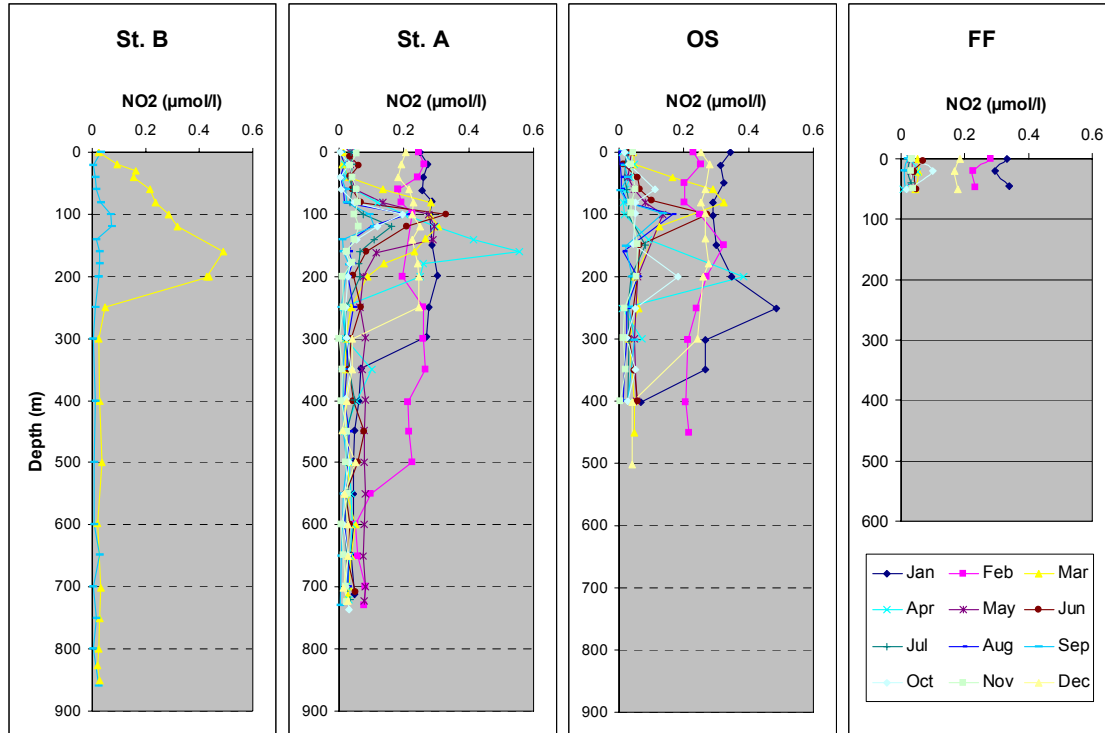 St. B
NO2 (µmol/l)
0 0.2 0.4 0.6
0
100
200
300
400
500
600
700
800
900
Depth (m)
St. A
NO2 (µmol/l)
0 0.2 0.4 0.6
0
100
200
300
400
500
600
700
800
900
OS
NO2 (µmol/l)
0 0.2 0.4 0.6
0
100
200
300
400
500
600
700
800
900
FF
NO2 (µmol/l)
0 0.2 0.4 0.6
0
100
200
300
400
500
600
Jan Feb Mar
Apr May Jun
Jul Aug Sep
Oct Nov Dec